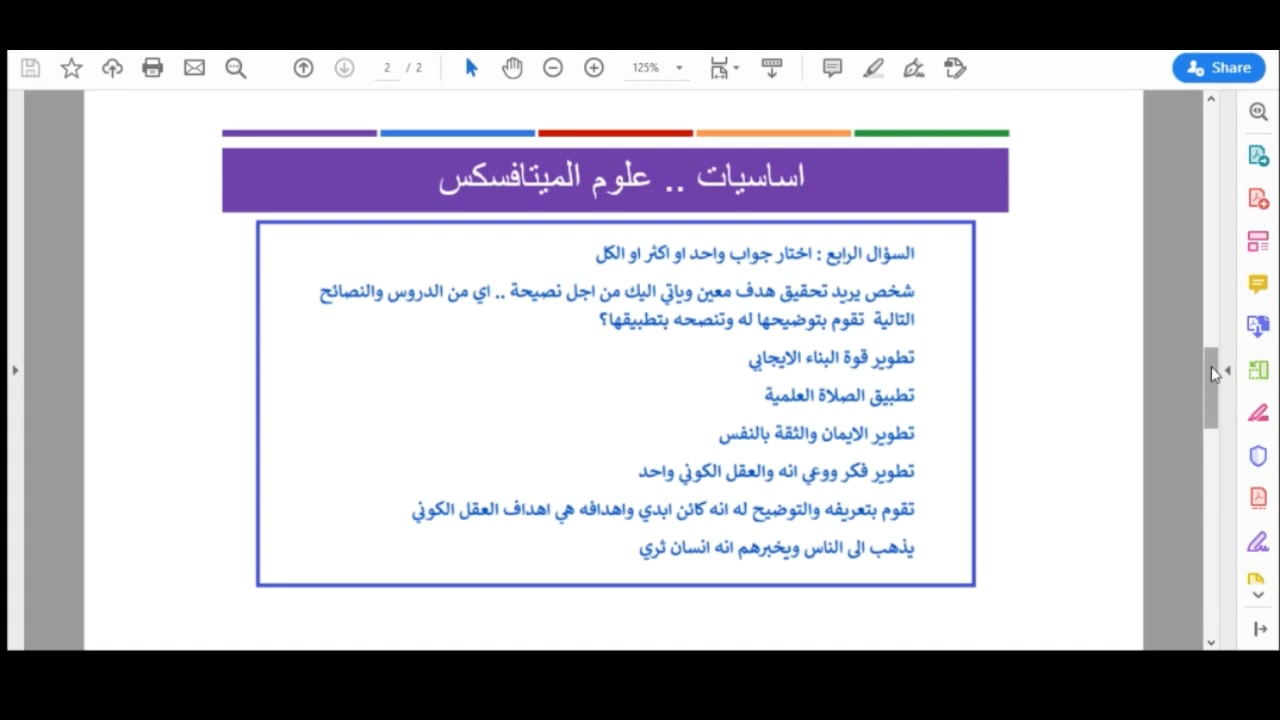 2 / 2
125%
Share
اساسيات .. علوم الميتافسكس
السؤال الرابع : اختار جواب واحد او اكثر او الكل
شخص يريد تحقيق هدف معين وياتي اليك من اجل نصيحة .. اي من الدروس والنصائح
التالية تقوم بتوضيحها له وتنصحه بتطبيقها؟
تطوير قوة البناء الايجابي
تطبيق الصلاة العلمية
تطوير الايمان والثقة بالنفس
تطوير فكر ووعي انه والعقل الكوني واحد
تقوم بتعريفه والتوضيح له انه كائن ابدي واهدافه هي اهداف العقل الكوني
يذهب الى الناس ويخبرهم انه انسان ثري